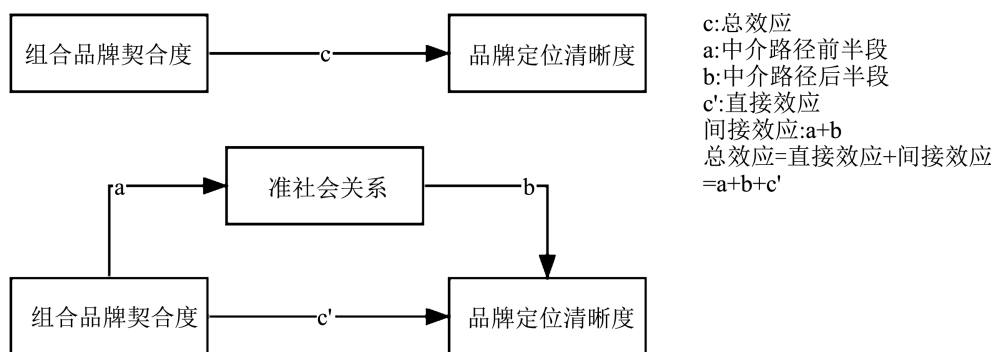 组合品牌契合度
c
品牌定位清晰度
c:总效应
a:中介路径前半段
b:中介路径后半段
c':直接效应
间接效应:a+b
总效应=直接效应+间接效应
=a+b+c'
a
准社会关系
b
组合品牌契合度
c'
品牌定位清晰度